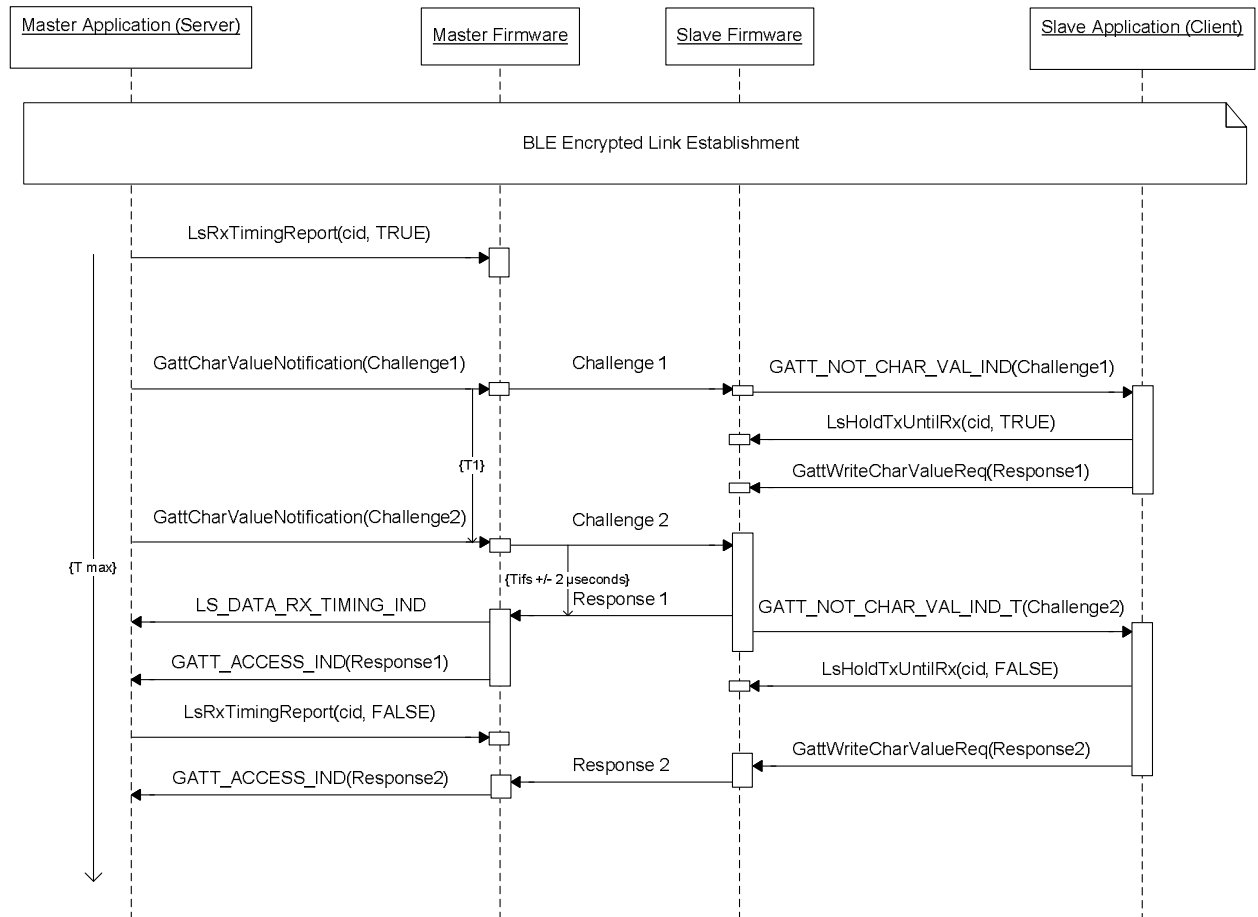 Master Application (Server)
Master Firmware
Slave Firmware
Slave Application (Client)
BLE Encrypted Link Establishment
LsRxTimingReport(cid, TRUE)
GattCharValueNotification(Challenge1)
Challenge 1
GATT_NOT_CHAR_VAL_IND(Challenge1)
LsHoldTxUntilRx(cid, TRUE)
{T1}
GattWriteCharValueReq(Response1)
GattCharValueNotification(Challenge2)
Challenge 2
{T max}
{Tifs +/- 2 µseconds}
Response 1
LS_DATA_RX_TIMING_IND
GATT_NOT_CHAR_VAL_IND_T(Challenge2)
GATT_ACCESS_IND(Response1)
LsHoldTxUntilRx(cid, FALSE)
LsRxTimingReport(cid, FALSE)
GattWriteCharValueReq(Response2)
Response 2
GATT_ACCESS_IND(Response2)